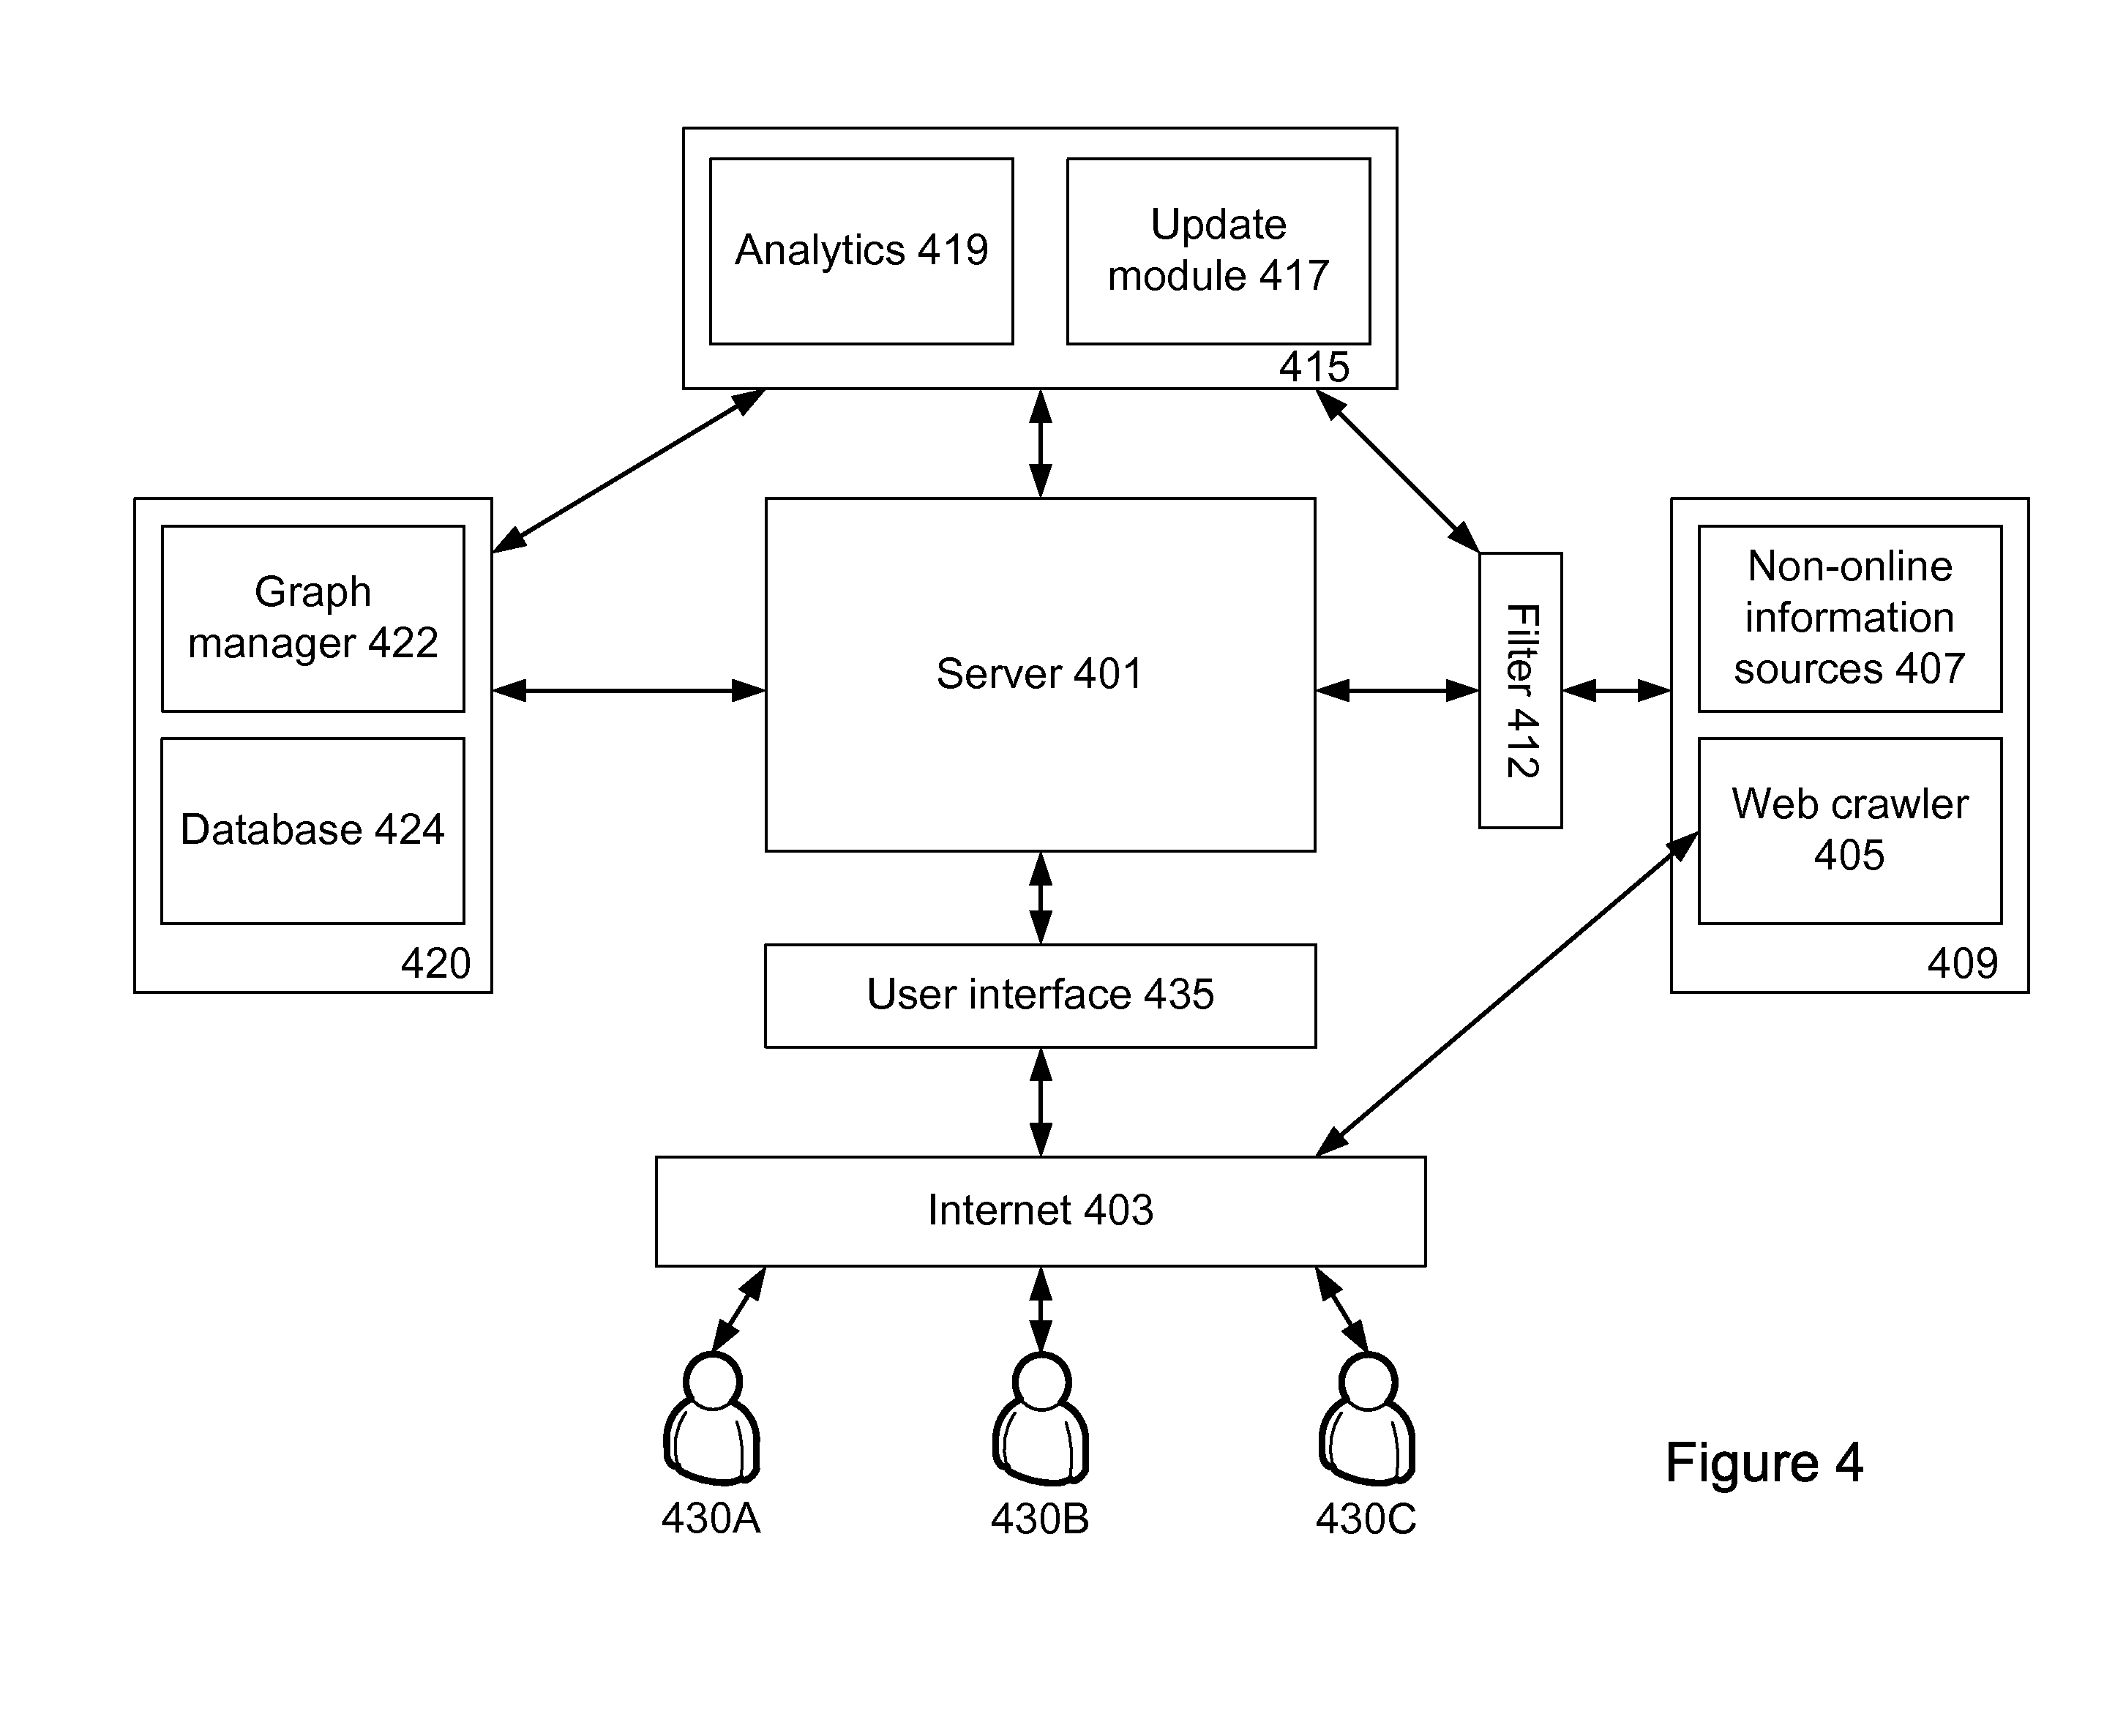 Analytics 419
Update
module 417
415
Graph
manager 422
Database 424
420
Server 401
Filter 412
Non-online
information
sources 407
Web crawler
405
409
User interface 435
Internet 403
430A
430B
430C
Figure 4